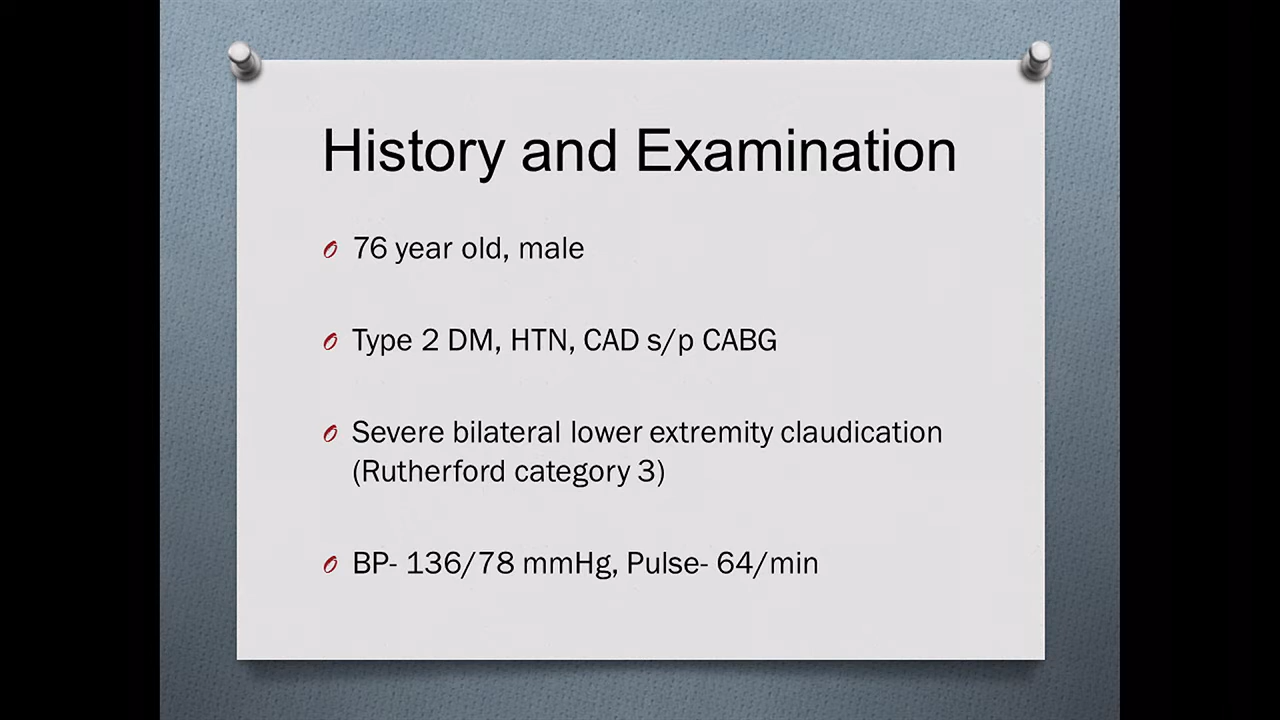 History and Examination
76 year old, male
Type 2 DM, HTN, CAD s/p CABG
Severe bilateral lower extremity claudication
(Rutherford category 3)
BP- 136/78 mmHg, Pulse- 64/min